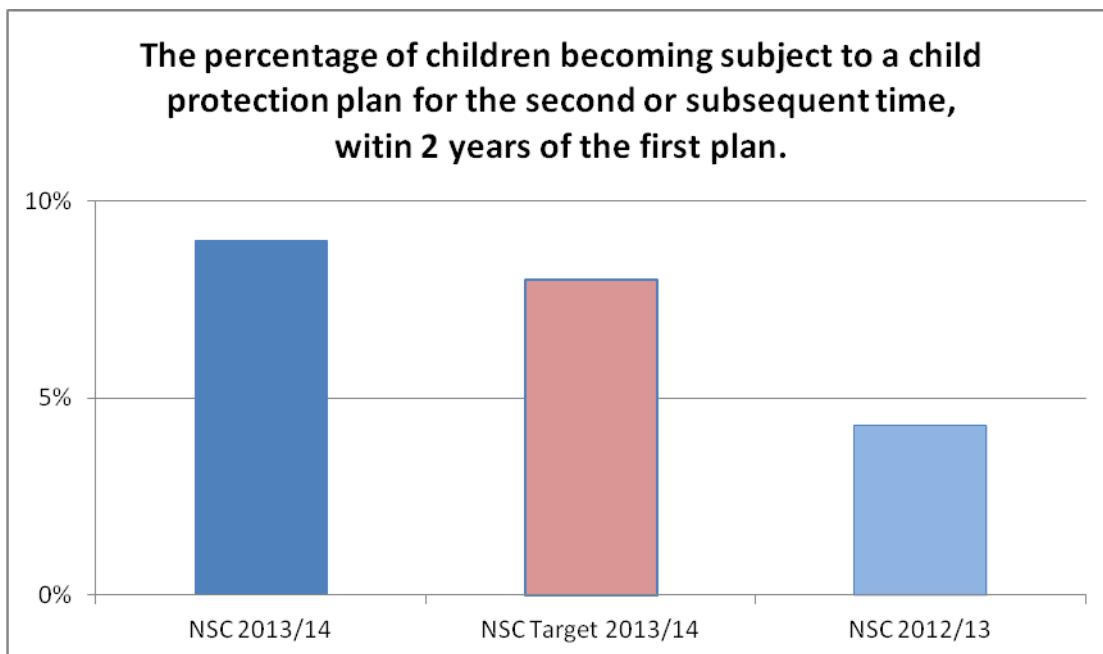 The percentage of children becoming subject to a child
protection plan for the second or subsequent time,
witin 2 years of the first plan.
10%
5%
0%
NSC 2013/14
NSC Target 2013/14
NSC 2012/13